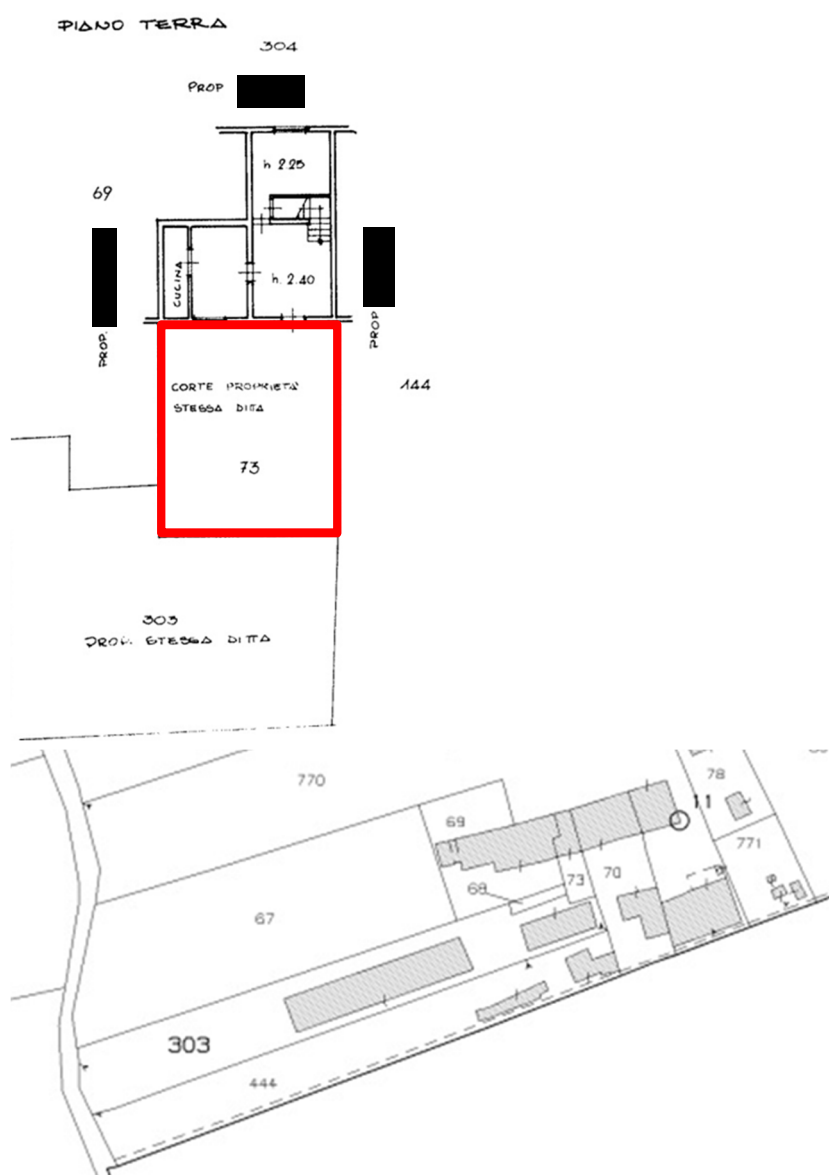 PIANO TERRA
304
PROP
h 2.25
69
CUCINA
h. 2.40
PROP.
PROP
CORTE PROPRIETA'
STESSA DITTA
144
73
303
PROP. STESSA DITTA
770
78
11
69
771
73
70
68
67
303
444